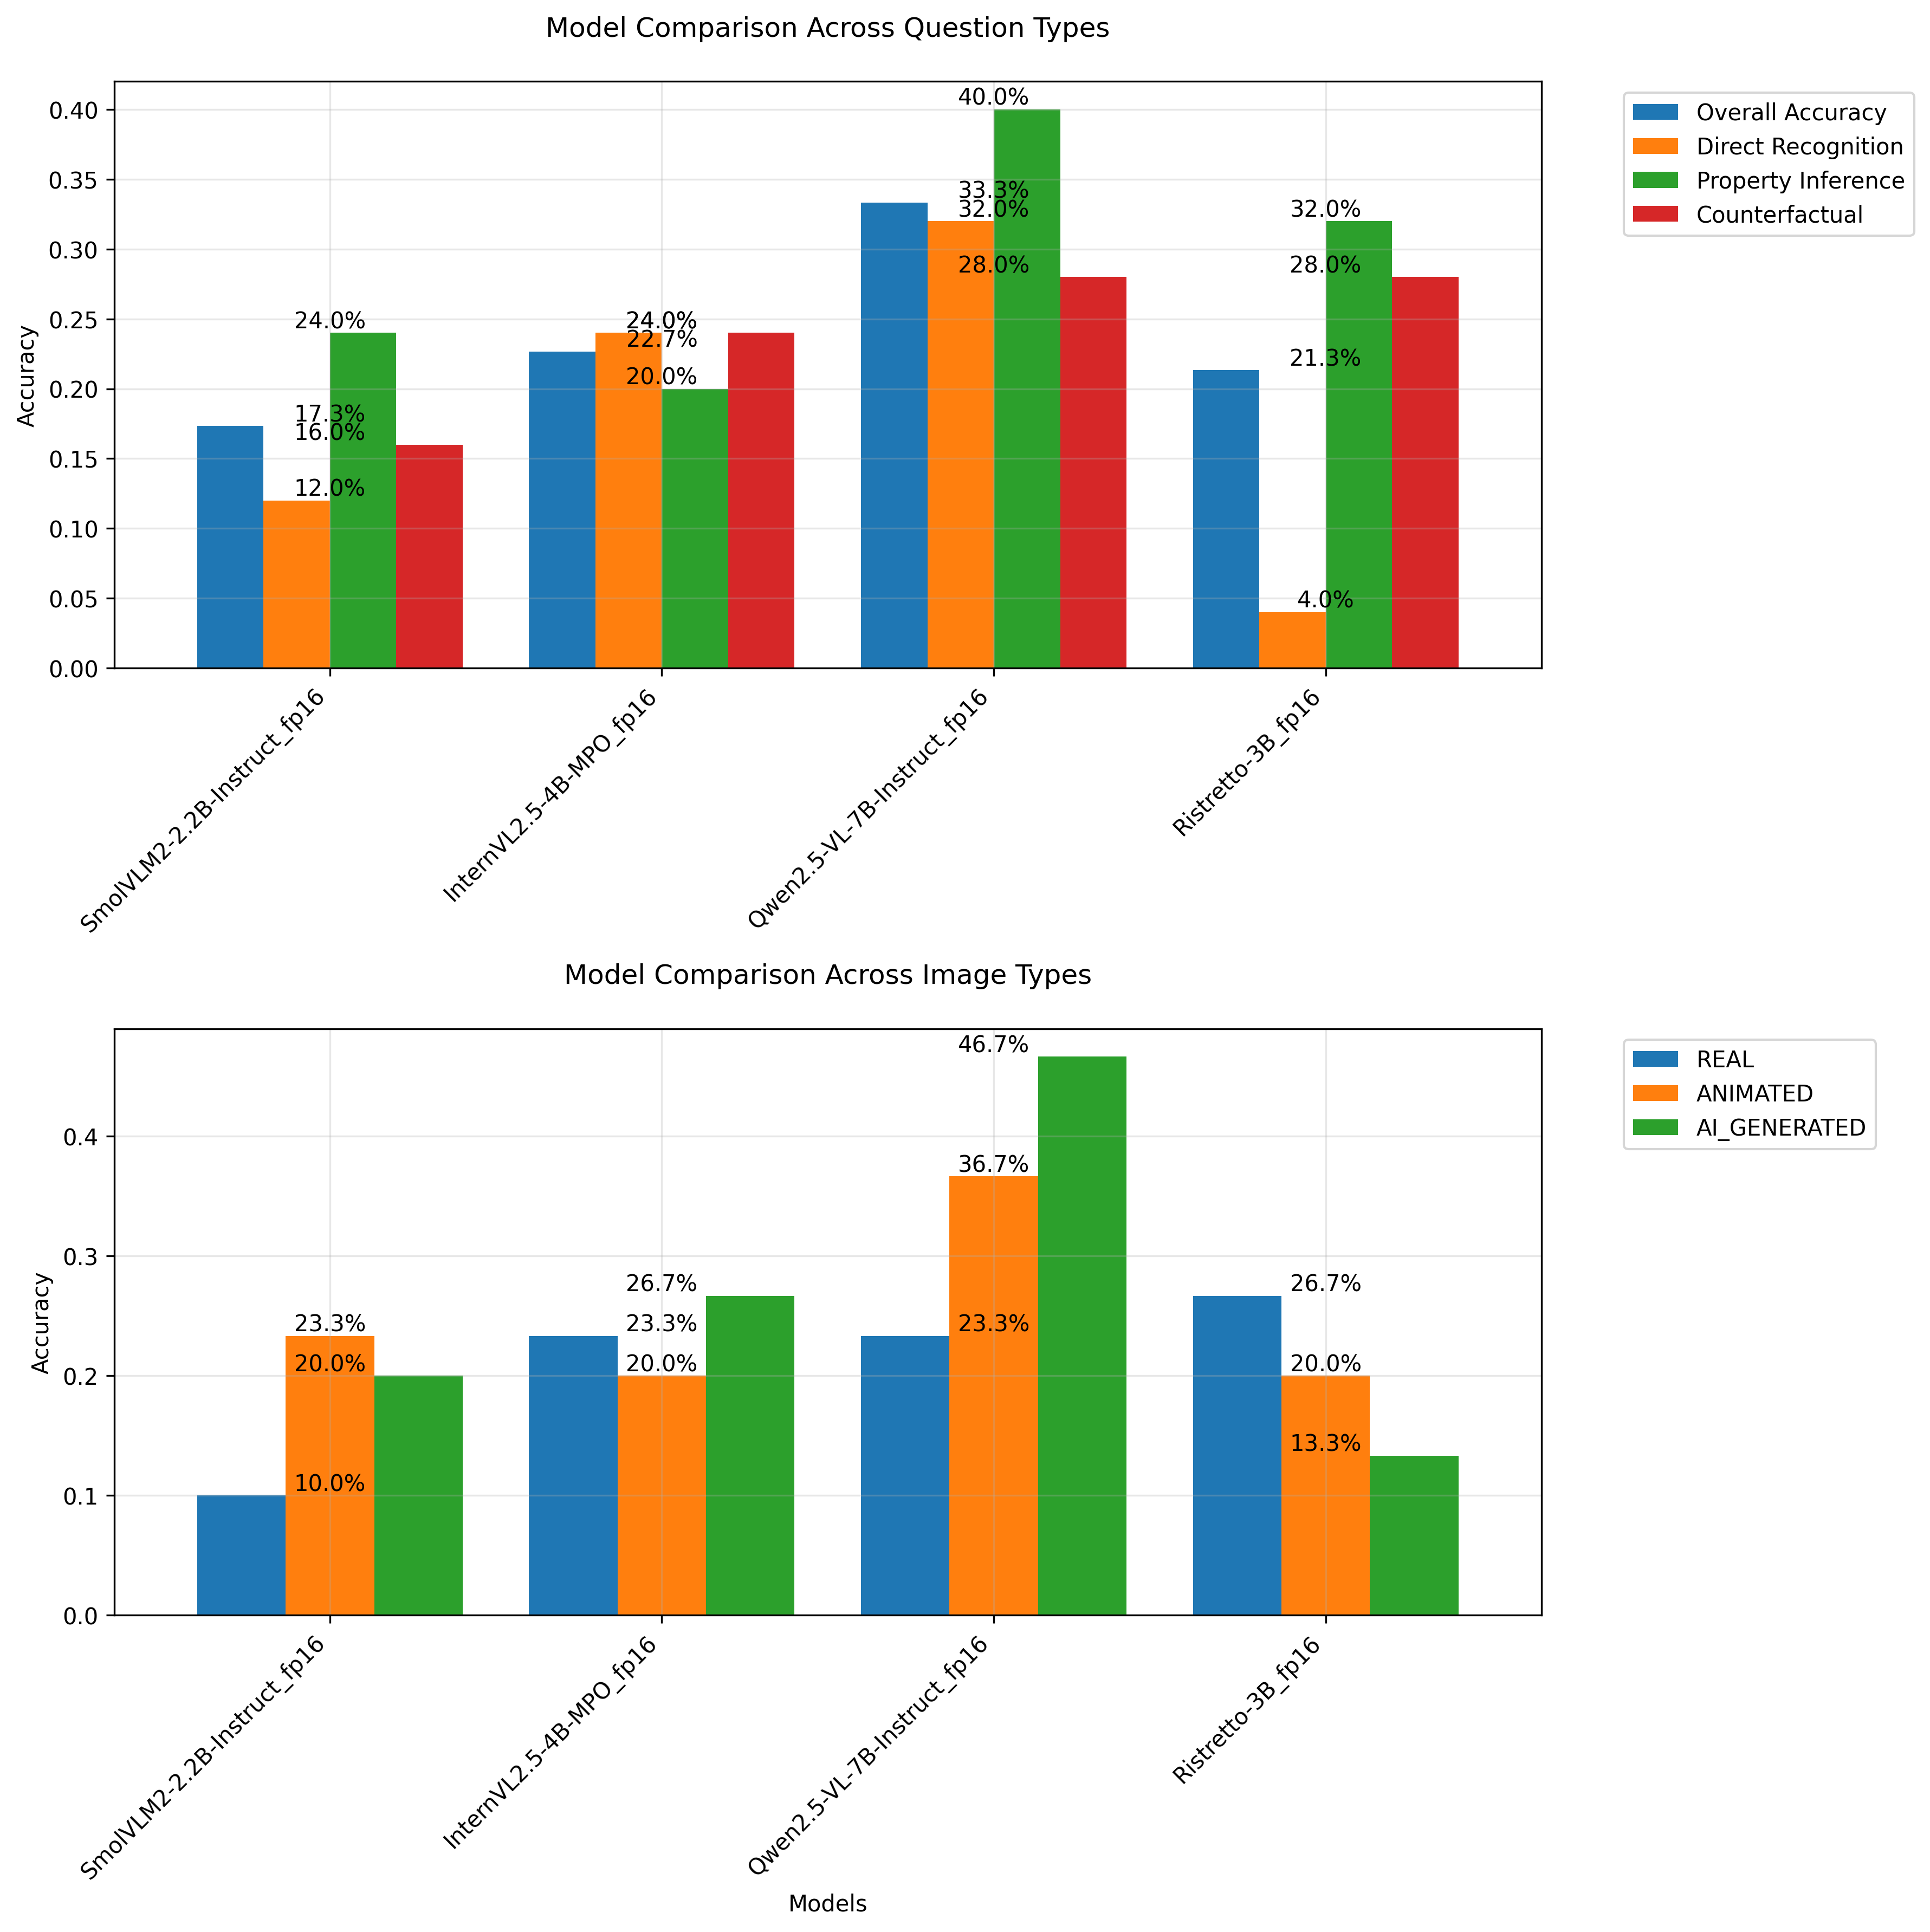 Model Comparison Across Question Types
Accuracy
0.40
0.35
0.30
0.25
0.20
0.15
0.10
0.05
0.00
24.0%
17.3%
16.0%
12.0%
24.0%
22.7%
20.0%
40.0%
33.3%
32.0%
28.0%
32.0%
28.0%
21.3%
4.0%
Overall Accuracy
Direct Recognition
Property Inference
Counterfactual
SmolVLM2-2.2B-Instruct_fp16
InternVL2.5-4B-MPO_fp16
Qwen2.5-VL-7B-Instruct_fp16
Ristretto-3B_fp16
Model Comparison Across Image Types
Accuracy
0.4
0.3
0.2
0.1
0.0
23.3%
20.0%
10.0%
26.7%
23.3%
20.0%
46.7%
36.7%
23.3%
26.7%
20.0%
13.3%
REAL
ANIMATED
AI_GENERATED
SmolVLM2-2.2B-Instruct_fp16
InternVL2.5-4B-MPO_fp16
Qwen2.5-VL-7B-Instruct_fp16
Ristretto-3B_fp16
Models